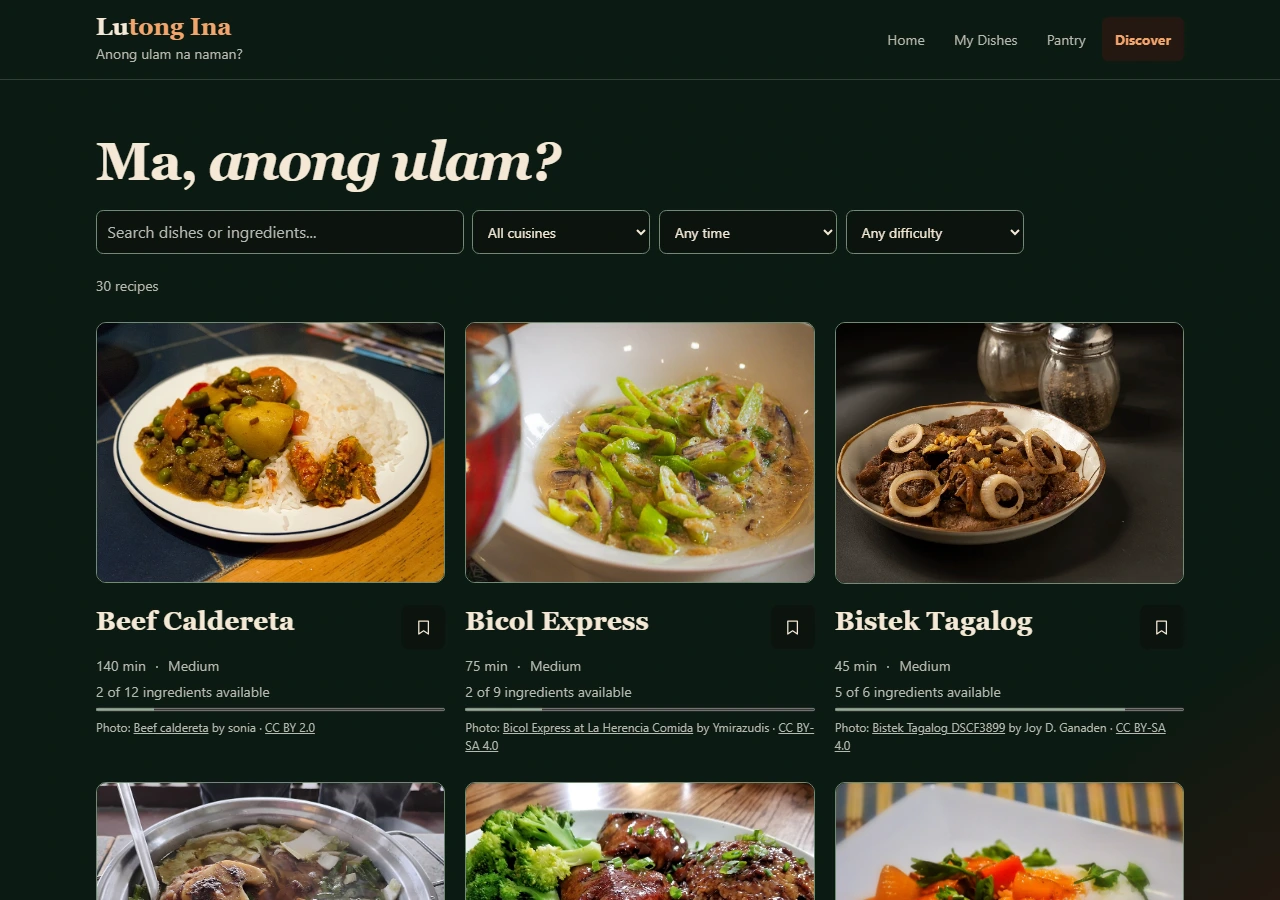 Lutong Ina
Anong ulam na naman?
Home
My Dishes
Pantry
Discover
Ma, anong ulam?
Search dishes or ingredients...
All cuisines
Any time
Any difficulty
30 recipes
Beef Caldereta
140 min · Medium
2 of 12 ingredients available
Photo: Beef caldereta by sonia · CC BY 2.0
Bicol Express
75 min · Medium
2 of 9 ingredients available
Photo: Bicol Express at La Herencia Comida by Ymirazudis · CC BY-
SA 4.0
Bistek Tagalog
45 min · Medium
5 of 6 ingredients available
Photo: Bistek Tagalog DSCF3899 by Joy D. Ganaden · CC BY-SA
4.0